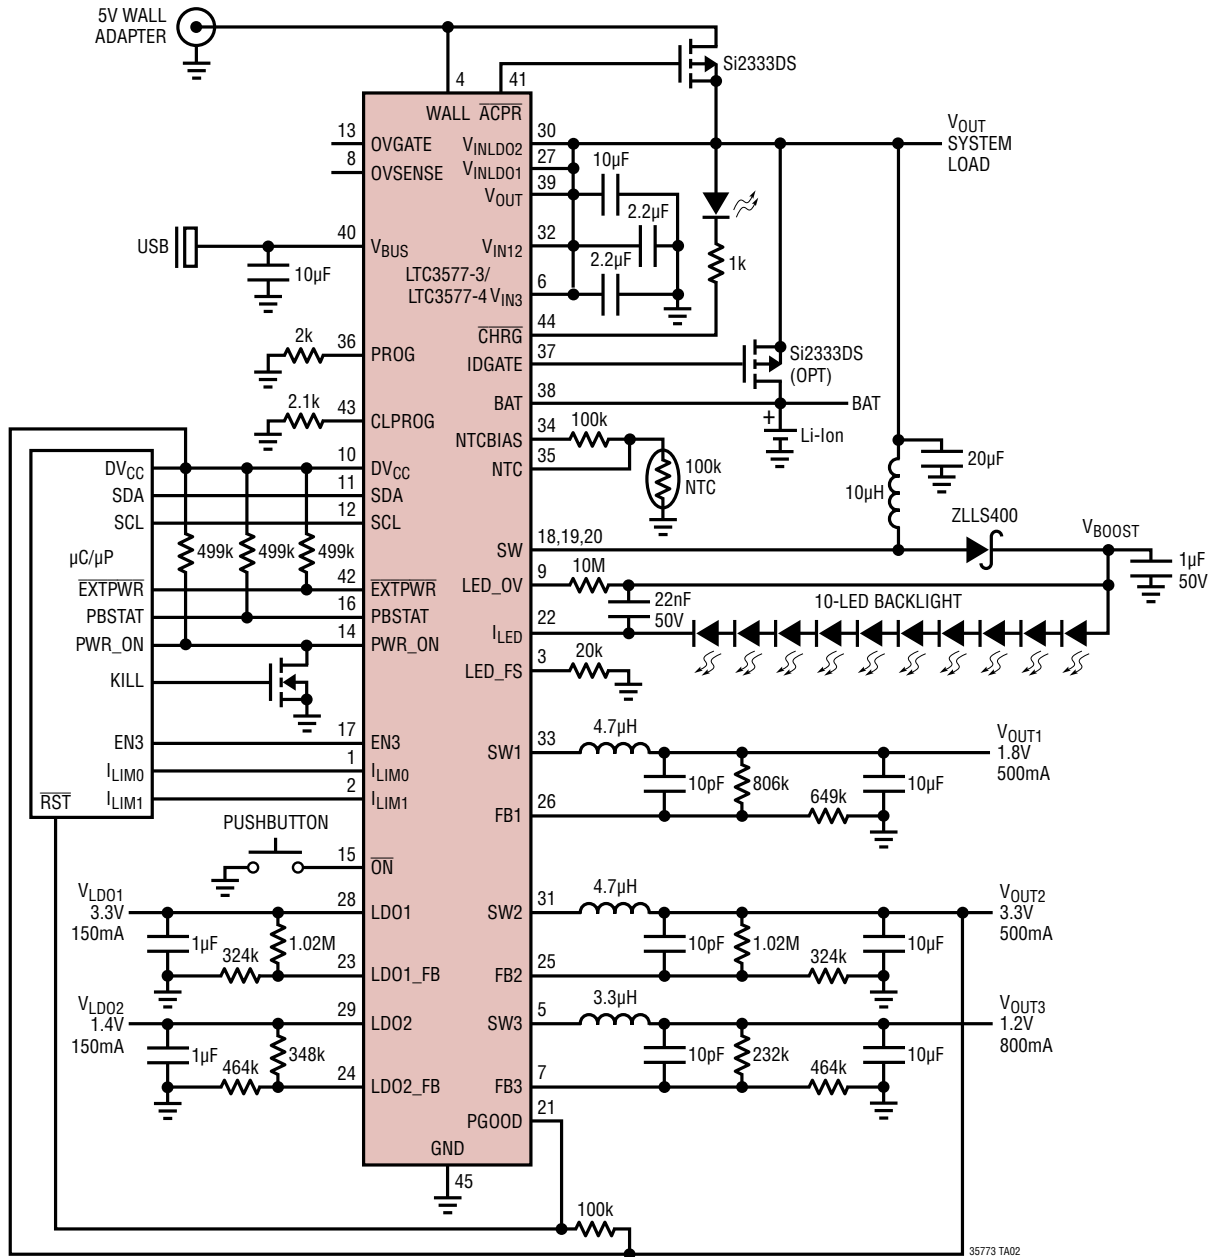 5V WALL
ADAPTER
4
41
Si2333DS
WALL
ACPR
13
OVGATE
8
OVSENSE
30
VINLDO2
27
VINLDO1
39
VOUT
10µF
2.2µF
2.2µF
VOUT
SYSTEM
LOAD
USB
40
VBUS
10µF
32
VIN12
LTC3577-3/
LTC3577-4
6
VIN3
1k
44
CHRG
2k
36
PROG
37
IDGATE
Si2333DS
(OPT)
38
BAT
BAT
2.1k
43
CLPROG
+
Li-Ion
34
NTCBIAS
100k
35
NTC
100k
NTC
20µF
10µH
DVCC
10
DVCC
SDA
11
SDA
SCL
12
SCL
µC/µP
499k
499k
499k
EXTPWR
42
EXTPWR
PBSTAT
16
PBSTAT
PWR_ON
14
PWR_ON
KILL
SW
18,19,20
ZLLS400
VBOOST
1µF
50V
9
LED_OV
10M
22nF
50V
10-LED BACKLIGHT
22
ILED
3
LED_FS
20k
EN3
17
EN3
ILIM0
1
ILIM0
ILIM1
2
ILIM1
RST
33
SW1
4.7µH
10pF
806k
649k
10µF
VOUT1
1.8V
500mA
26
FB1
PUSHBUTTON
15
ON
VLDO1
3.3V
150mA
28
LDO1
1µF
324k
1.02M
23
LDO1_FB
31
SW2
4.7µH
10pF
1.02M
324k
10µF
VOUT2
3.3V
500mA
25
FB2
VLDO2
1.4V
150mA
29
LDO2
1µF
464k
348k
24
LDO2_FB
5
SW3
3.3µH
10pF
232k
464k
10µF
VOUT3
1.2V
800mA
7
FB3
21
PGOOD
GND
45
100k
35773 TA02